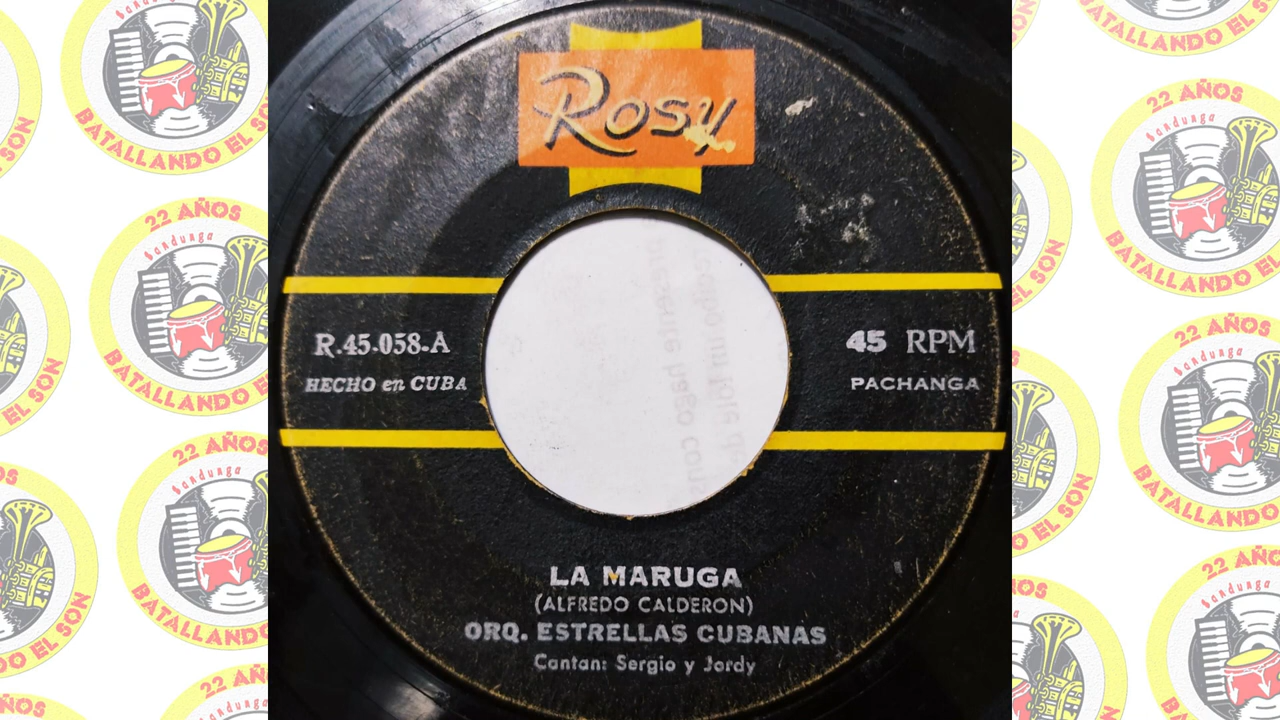 Rosy
R.45-058-A
HECHO en CUBA
45 RPM
PACHANGA
LA MARUGA
(ALFREDO CALDERON)
ORQ. ESTRELLAS CUBANAS
Cantan: Sergio y Jordy
22 AÑOS
Sandunga
BATALLANDO EL SON